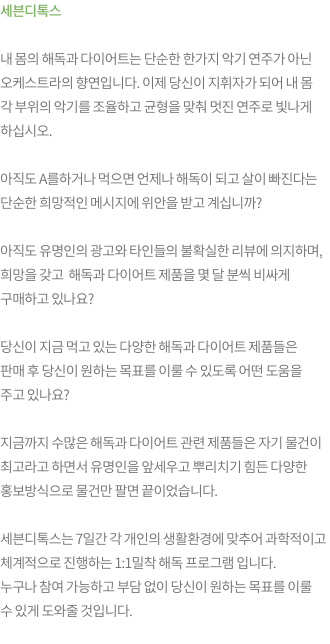 세븐디톡스
내 몸의 해독과 다이어트는 단순한 한가지 악기 연주가 아닌
오케스트라의 향연입니다. 이제 당신이 지휘자가 되어 내 몸
각 부위의 악기를 조율하고 균형을 맞춰 멋진 연주로 빛나게
하십시오.
아직도 A를하거나 먹으면 언제나 해독이 되고 살이 빠진다는
단순한 희망적인 메시지에 위안을 받고 계십니까?
아직도 유명인의 광고와 타인들의 불확실한 리뷰에 의지하며,
희망을 갖고 해독과 다이어트 제품을 몇 달 분씩 비싸게
구매하고 있나요?
당신이 지금 먹고 있는 다양한 해독과 다이어트 제품들은
판매 후 당신이 원하는 목표를 이룰 수 있도록 어떤 도움을
주고 있나요?
지금까지 수많은 해독과 다이어트 관련 제품들은 자기 물건이
최고라고 하면서 유명인을 앞세우고 뿌리치기 힘든 다양한
홍보방식으로 물건만 팔면 끝이었습니다.
세븐디톡스는 7일간 각 개인의 생활환경에 맞추어 과학적이고
체계적으로 진행하는 1:1밀착 해독 프로그램 입니다.
누구나 참여 가능하고 부담 없이 당신이 원하는 목표를 이룰
수 있게 도와줄 것입니다.